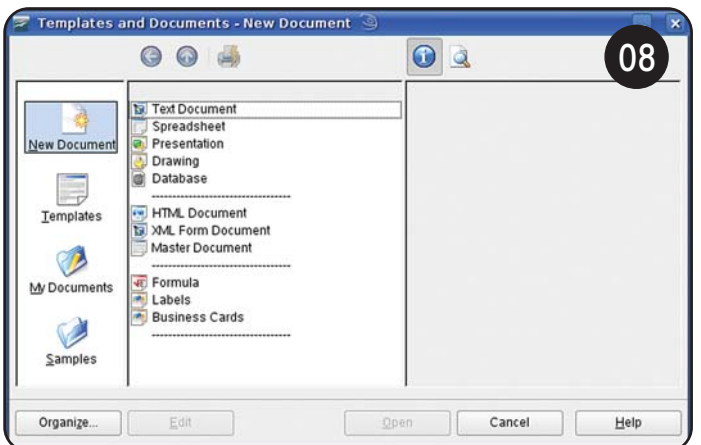 Templates and Documents - New Document
08
New Document
Templates
My Documents
Samples
Text Document
Spreadsheet
Presentation
Drawing
Database
--------------------------------
HTML Document
XML Form Document
Master Document
--------------------------------
Formula
Labels
Business Cards
--------------------------------
Organize...
Edit
Open
Cancel
Help